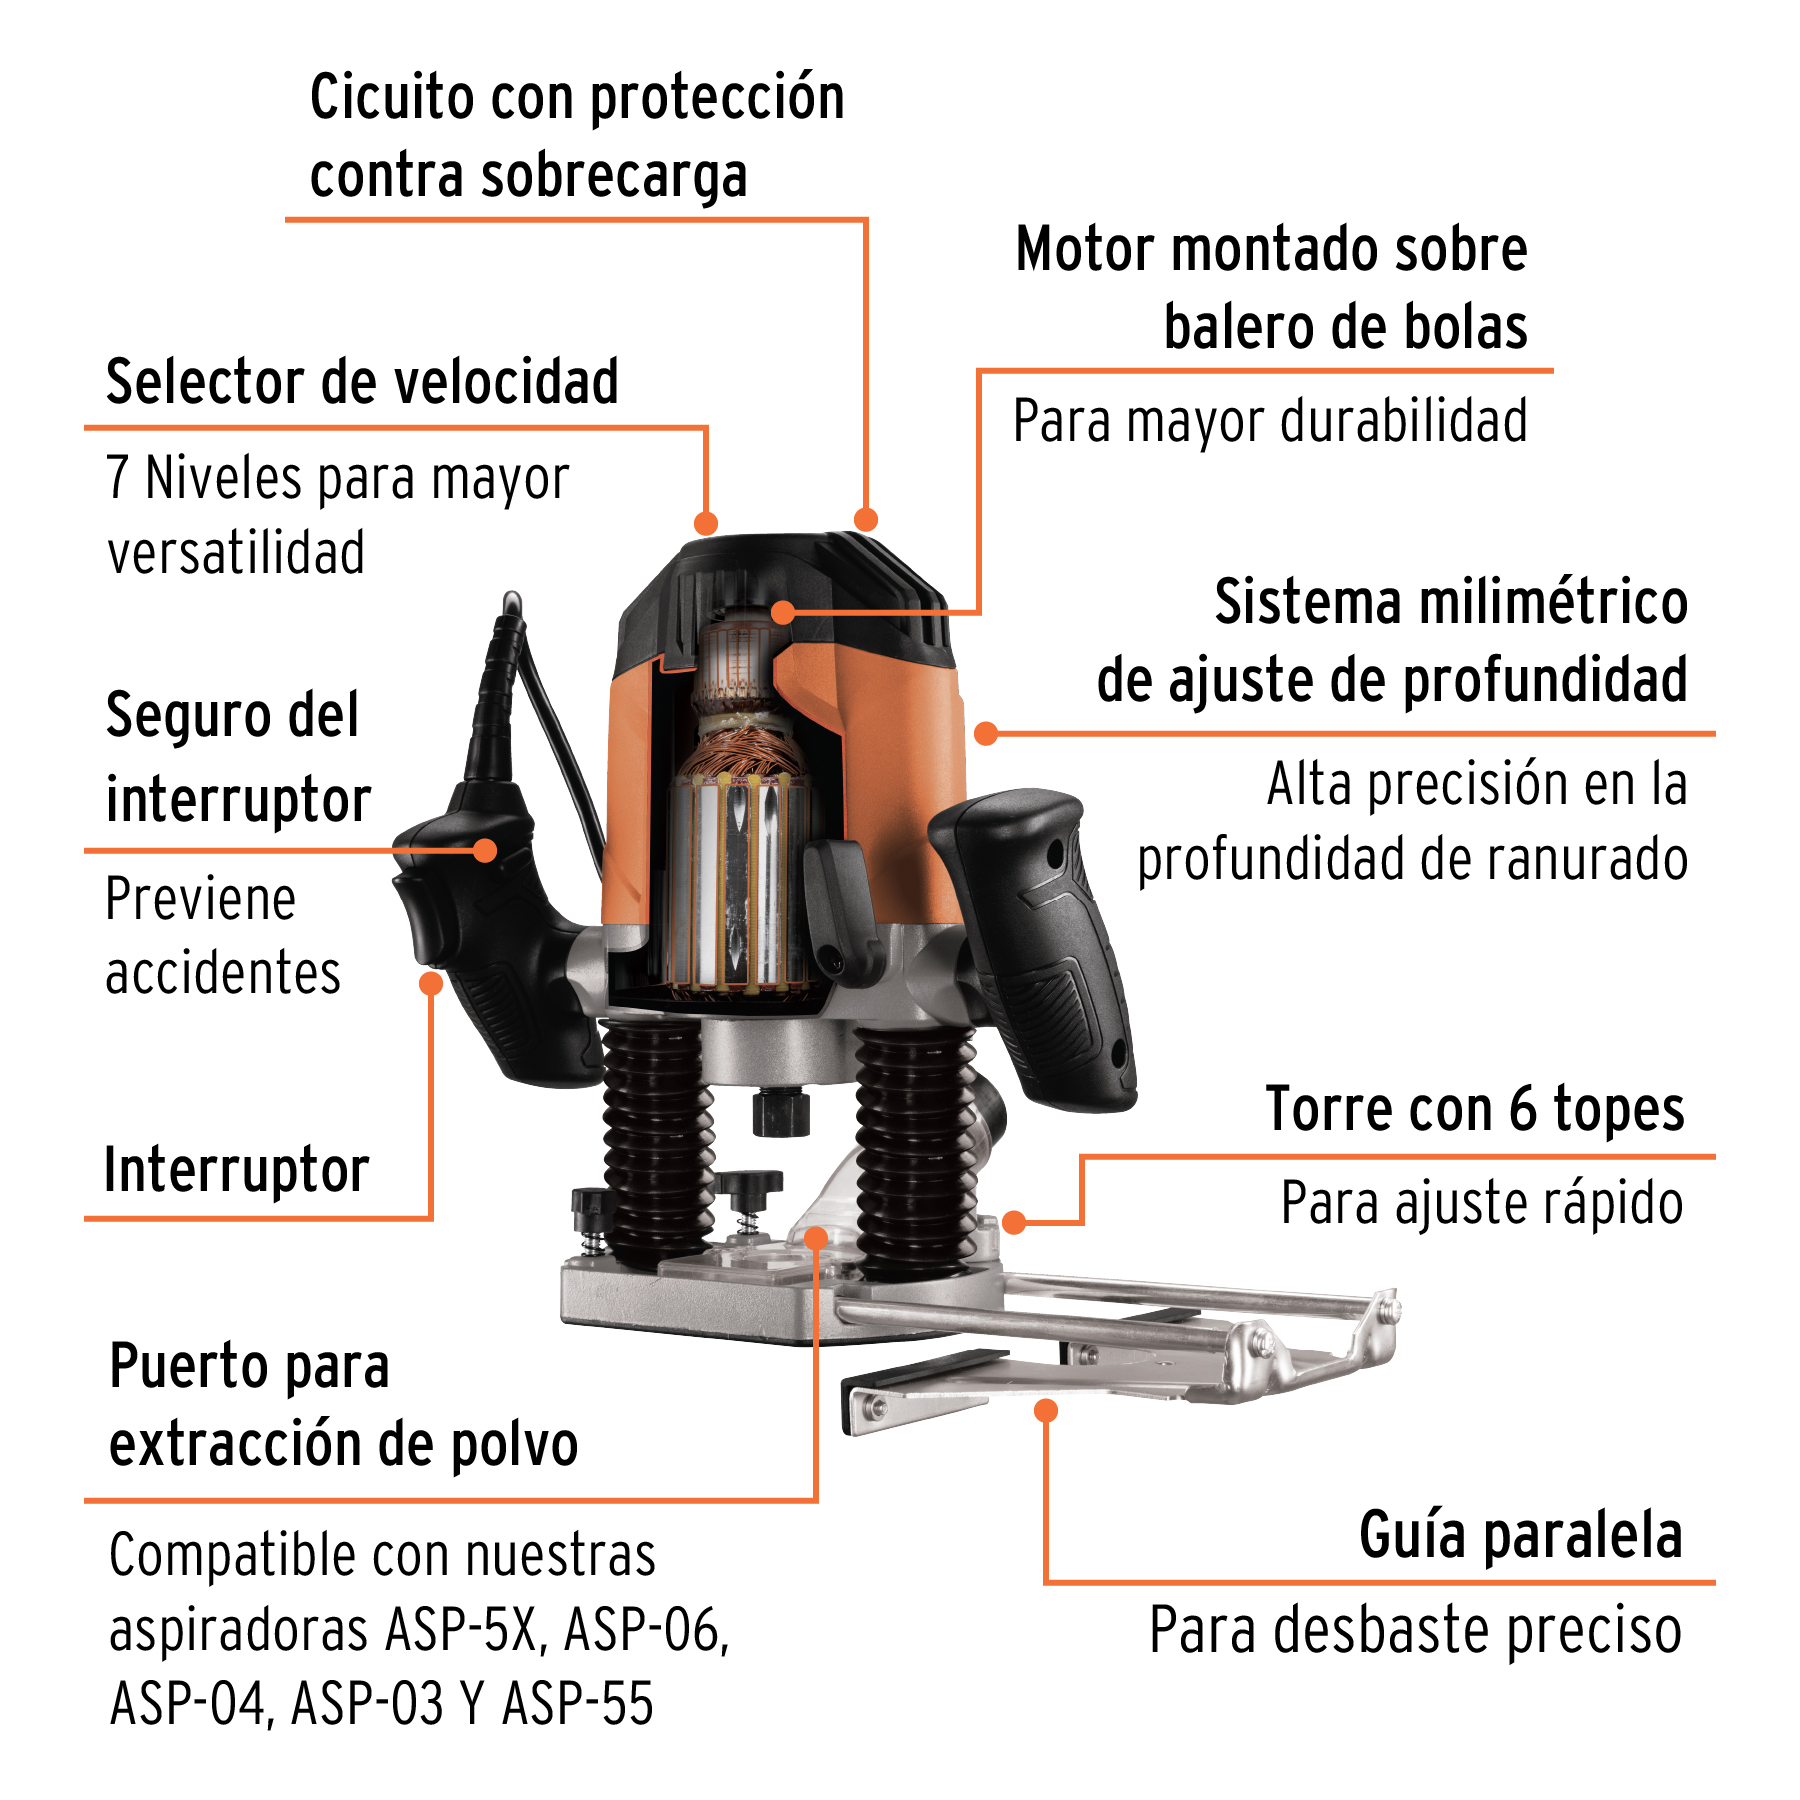 Cicuito con protección
contra sobrecarga
Motor montado sobre
balero de bolas
Para mayor durabilidad
Selector de velocidad
7 Niveles para mayor
versatilidad
Sistema milimétrico
de ajuste de profundidad
Alta precisión en la
profundidad de ranurado
Seguro del
interruptor
Previene
accidentes
Interruptor
Torre con 6 topes
Para ajuste rápido
Puerto para
extracción de polvo
Compatible con nuestras
aspiradoras ASP-5X, ASP-06,
ASP-04, ASP-03 Y ASP-55
Guía paralela
Para desbaste preciso